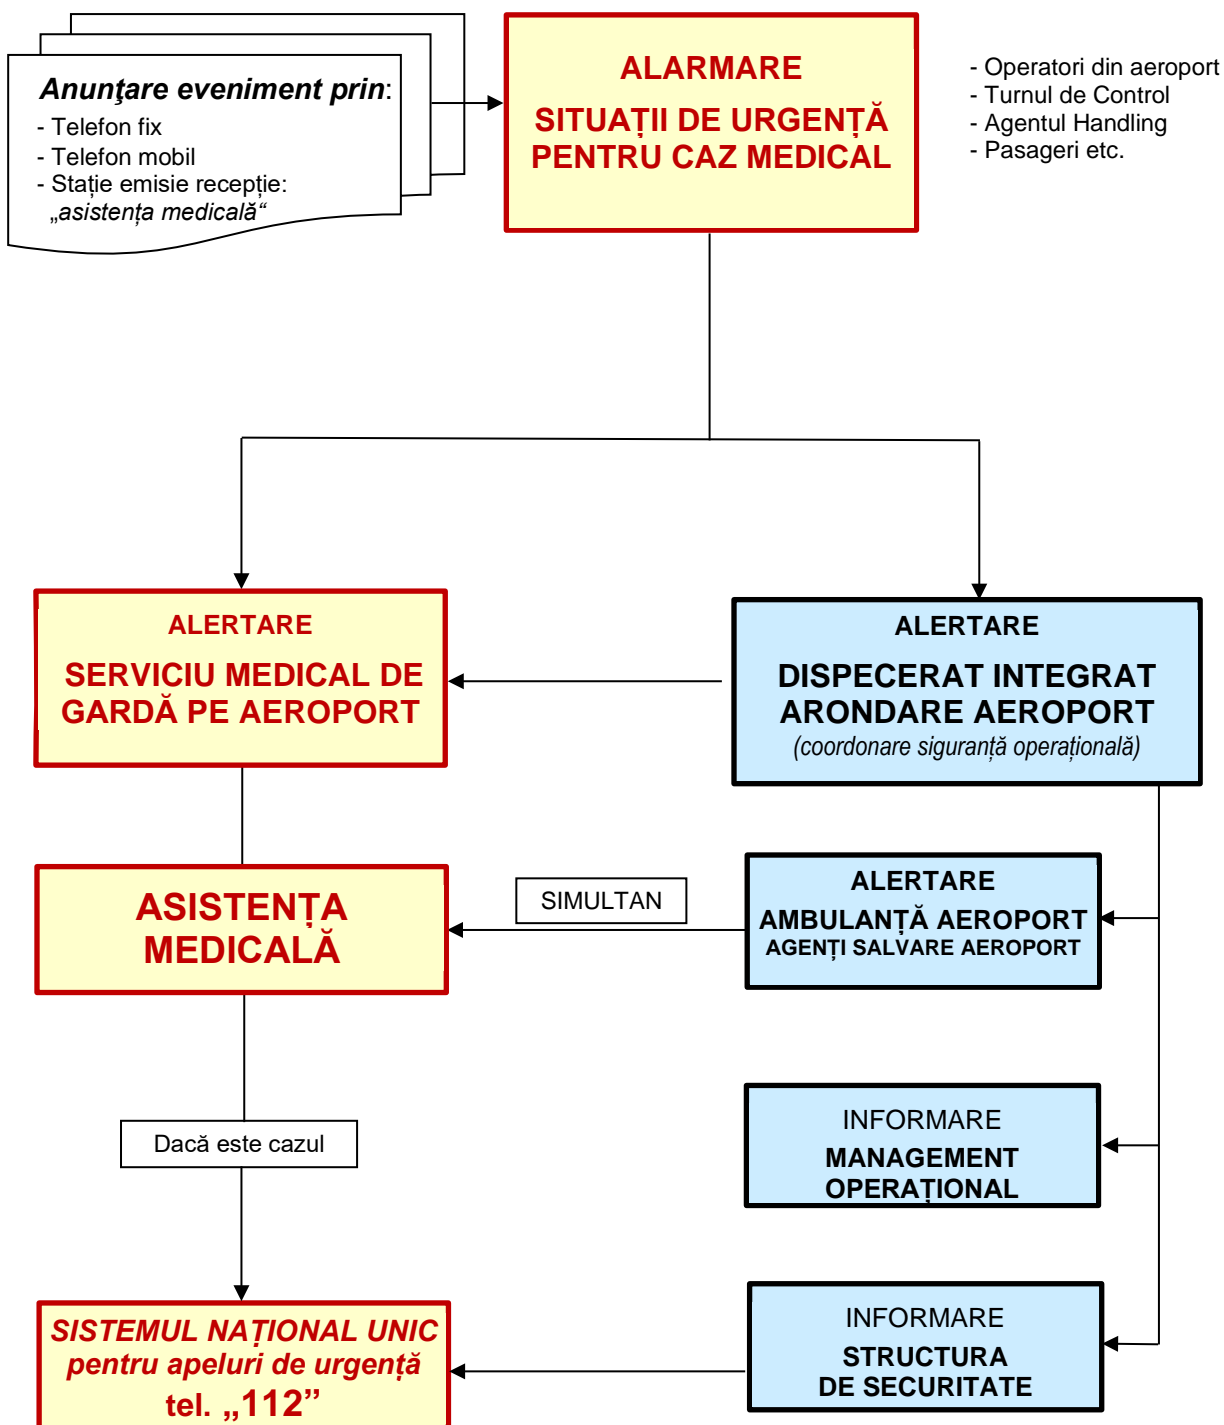 Anunţare eveniment prin:
- Telefon fix
- Telefon mobil
- Stație emisie recepție:
„asistența medicală“
ALARMARE
SITUAȚII DE URGENȚĂ
PENTRU CAZ MEDICAL
- Operatori din aeroport
- Turnul de Control
- Agentul Handling
- Pasageri etc.
ALERTARE
SERVICIU MEDICAL DE
GARDĂ PE AEROPORT
ALERTARE
DISPECERAT INTEGRAT
ARONDARE AEROPORT
(coordonare siguranță operațională)
ASISTENȚA
MEDICALĂ
SIMULTAN
ALERTARE
AMBULANȚĂ AEROPORT
AGENȚI SALVARE AEROPORT
Dacă este cazul
INFORMARE
MANAGEMENT
OPERAȚIONAL
SISTEMUL NAȚIONAL UNIC
pentru apeluri de urgență
tel. „112”
INFORMARE
STRUCTURA
DE SECURITATE